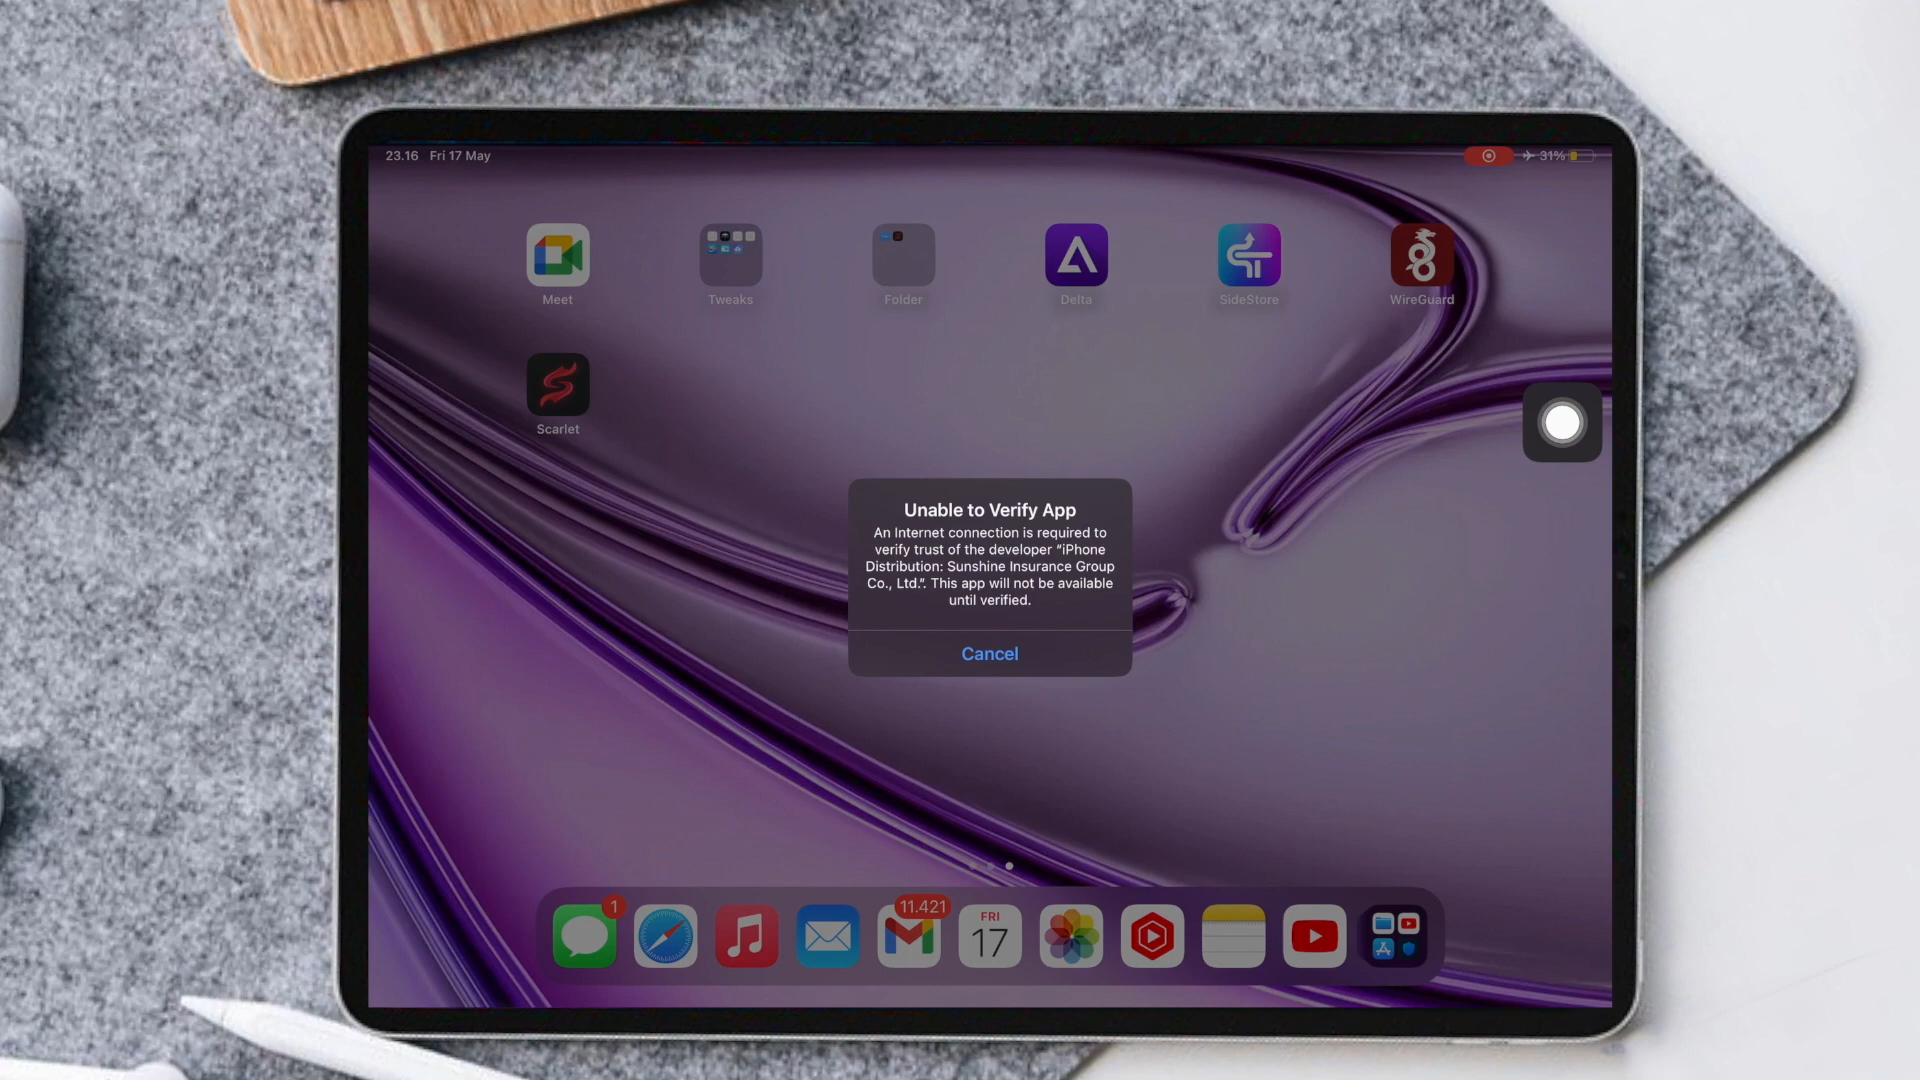 23.16 Fri 17 May
31%
Meet
Tweaks
Folder
Delta
SideStore
WireGuard
Scarlet
Unable to Verify App
An Internet connection is required to
verify trust of the developer “iPhone
Distribution: Sunshine Insurance Group
Co., Ltd.”. This app will not be available
until verified.
Cancel
1
11.421
FRI
17